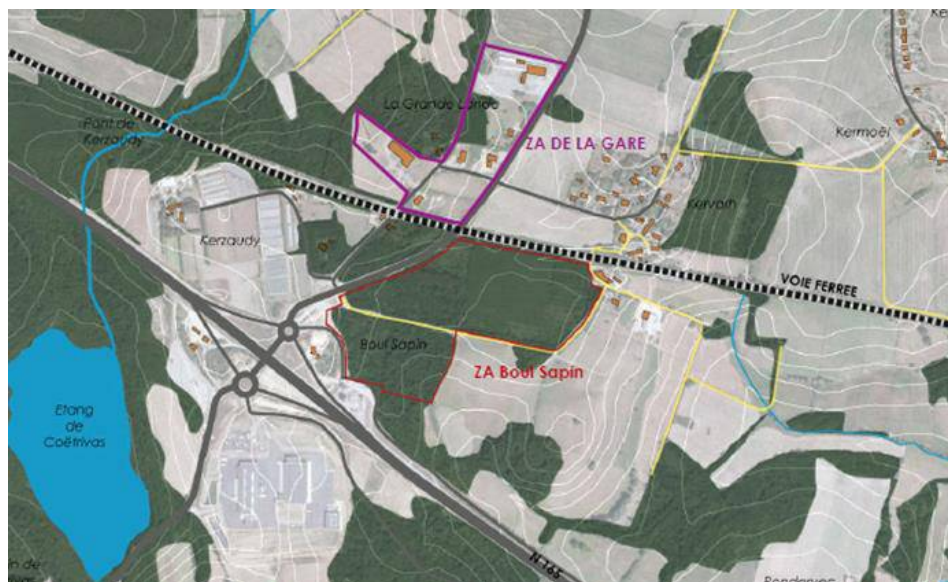 La Grande Lande
Pont de
Kerzaudy
ZA DE LA GARE
Kermoël
Kervarh
Kerzaudy
VOIE FERREE
Boul Sapin
ZA Boul Sapin
Etang
de
Coëtrivas
N 165